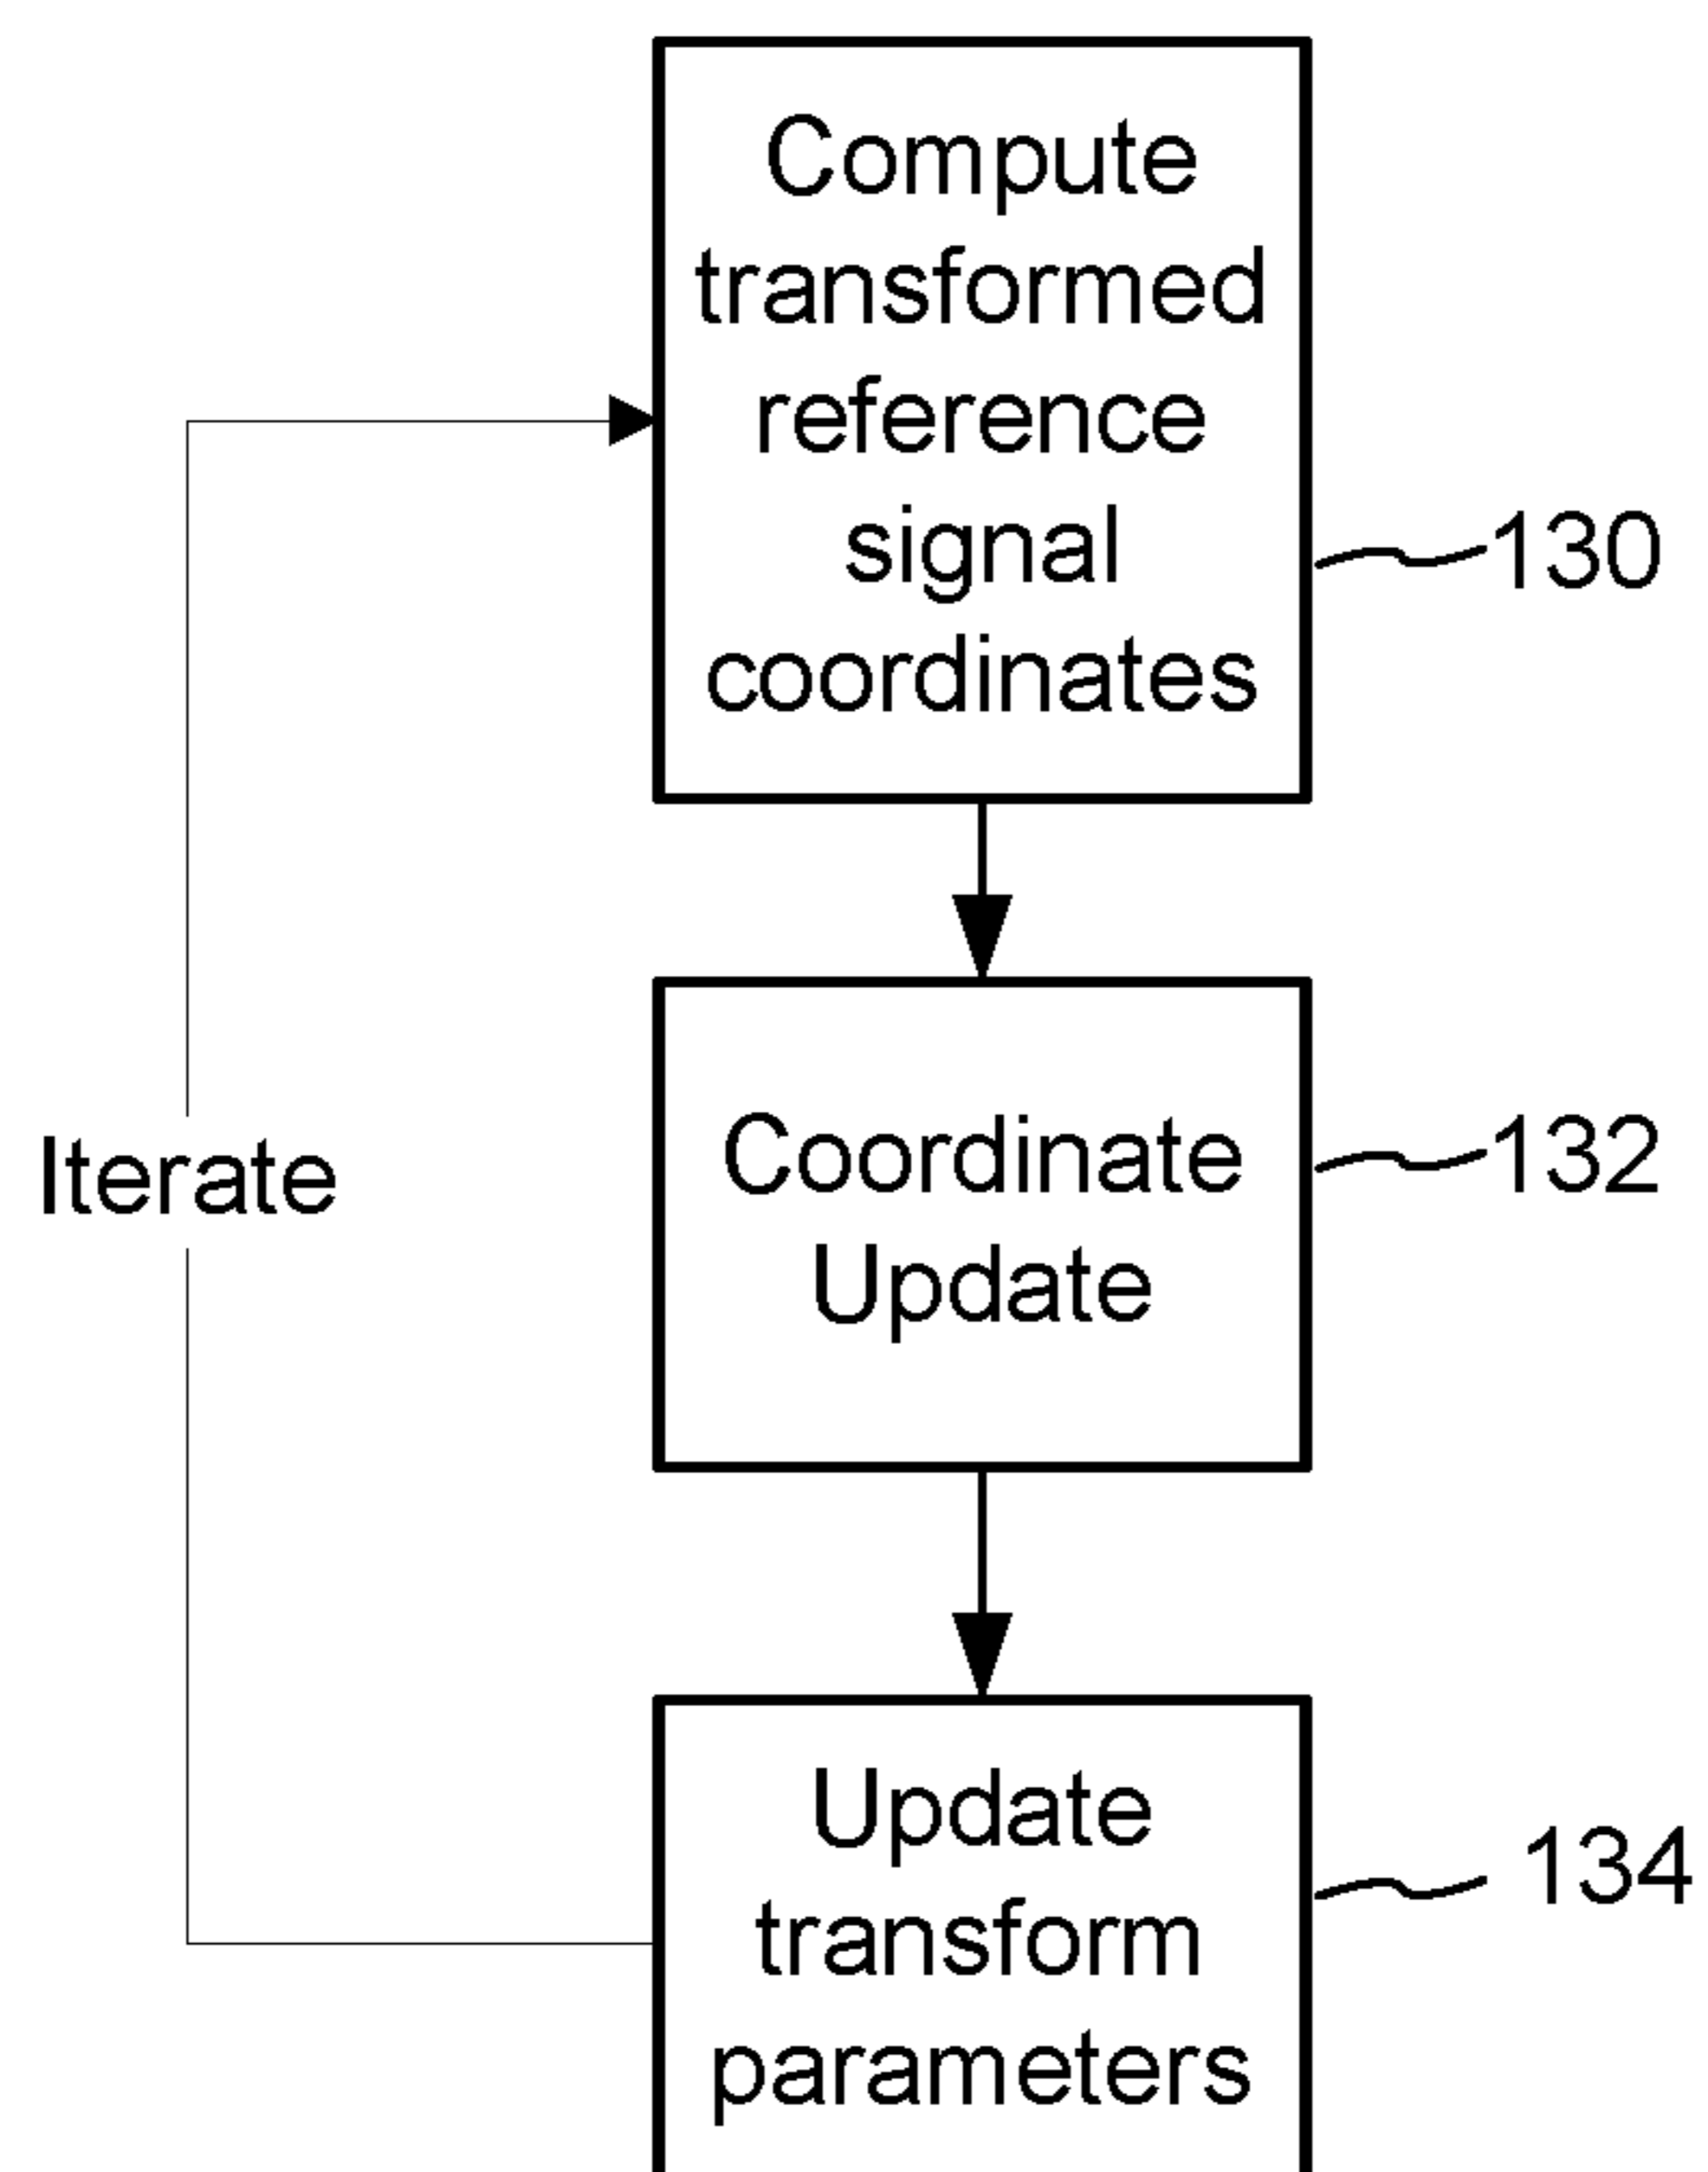 Compute
transformed
reference
signal
coordinates
130
Iterate
Coordinate
Update
132
Update
transform
parameters
134